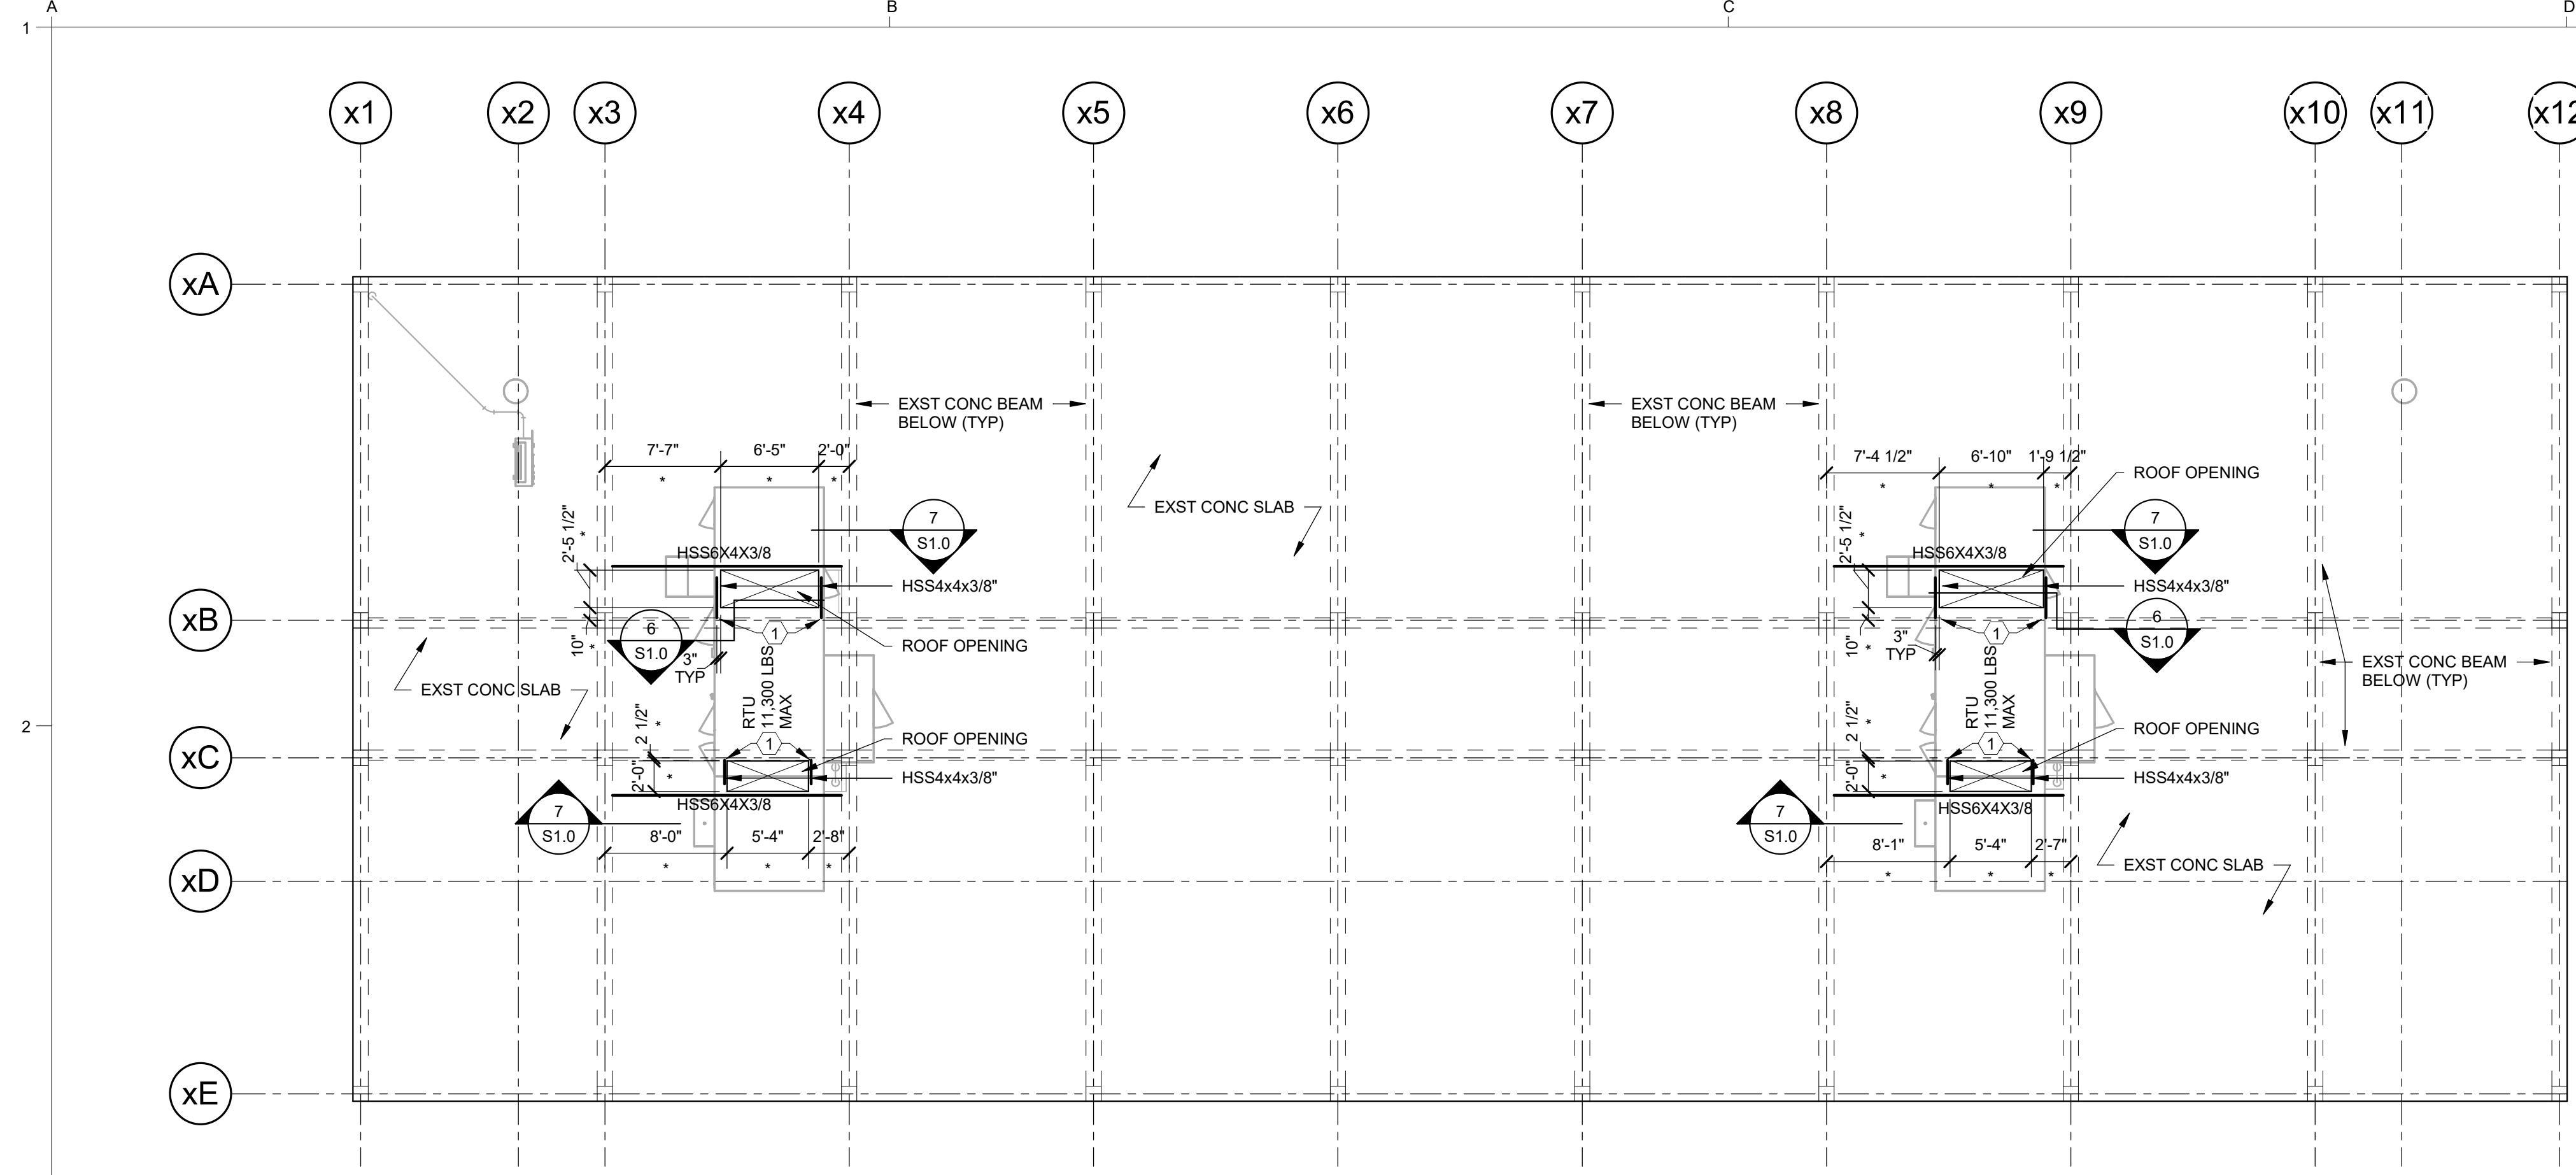 A B C D
1
x1 x2 x3 x4 x5 x6 x7 x8 x9 x10 x11 x12
xA
EXST CONC BEAM
BELOW (TYP)
EXST CONC BEAM
BELOW (TYP)
7'-7" 6'-5" 2'-0"
* * *
7'-4 1/2" 6'-10" 1'-9 1/2"
* * *
ROOF OPENING
EXST CONC SLAB
2'-5 1/2"
*
7
S1.0
2'-5 1/2"
*
7
S1.0
HSS6X4X3/8
HSS6X4X3/8
HSS4x4x3/8"
HSS4x4x3/8"
xB
10"
*
6
S1.0
1
3"
TYP
ROOF OPENING
10"
*
3"
TYP
1
6
S1.0
EXST CONC SLAB
EXST CONC BEAM
BELOW (TYP)
RTU
11,300 LBS
MAX
RTU
11,300 LBS
MAX
2
2 1/2"
*
1
ROOF OPENING
2 1/2"
*
1
ROOF OPENING
xC
2'-0"
*
HSS4x4x3/8"
2'-0"
*
HSS4x4x3/8"
HSS6X4X3/8
HSS6X4X3/8
7
S1.0
7
S1.0
8'-0" 5'-4" 2'-8"
* * *
8'-1" 5'-4" 2'-7"
* * *
EXST CONC SLAB
xD
xE